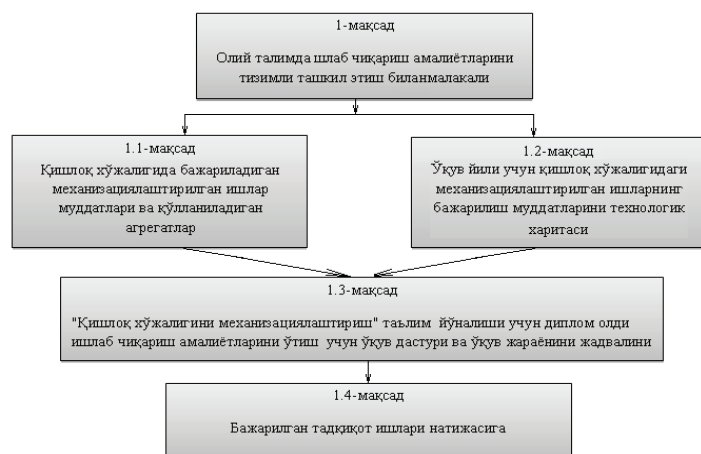 1-мақсад
Олий талимда шлаб чиқариш амалиётларини
тизимли ташкил этиш биланмалакали
1.1-мақсад
Қишлоқ хўжалигида бажариладиган
механизациялаштирилган ишлар
муддатлари ва қўлланиладиган
агрегатлар
1.2-мақсад
Ўқув йили учун қишлоқ хўжалигидаги
механизациялаштирилган ишларнинг
бажарилиш муддатларини технологик
харитаси
1.3-мақсад
"Қишлоқ хўжалигини механизациялаштириш" таълим йўналиши учун диплом олди
ишлаб чиқариш амалиётларини ўтиш учун ўқув дастури ва ўқув жараёнини жадвалини
1.4-мақсад
Бажарилган тадқиқот ишлари натижасига